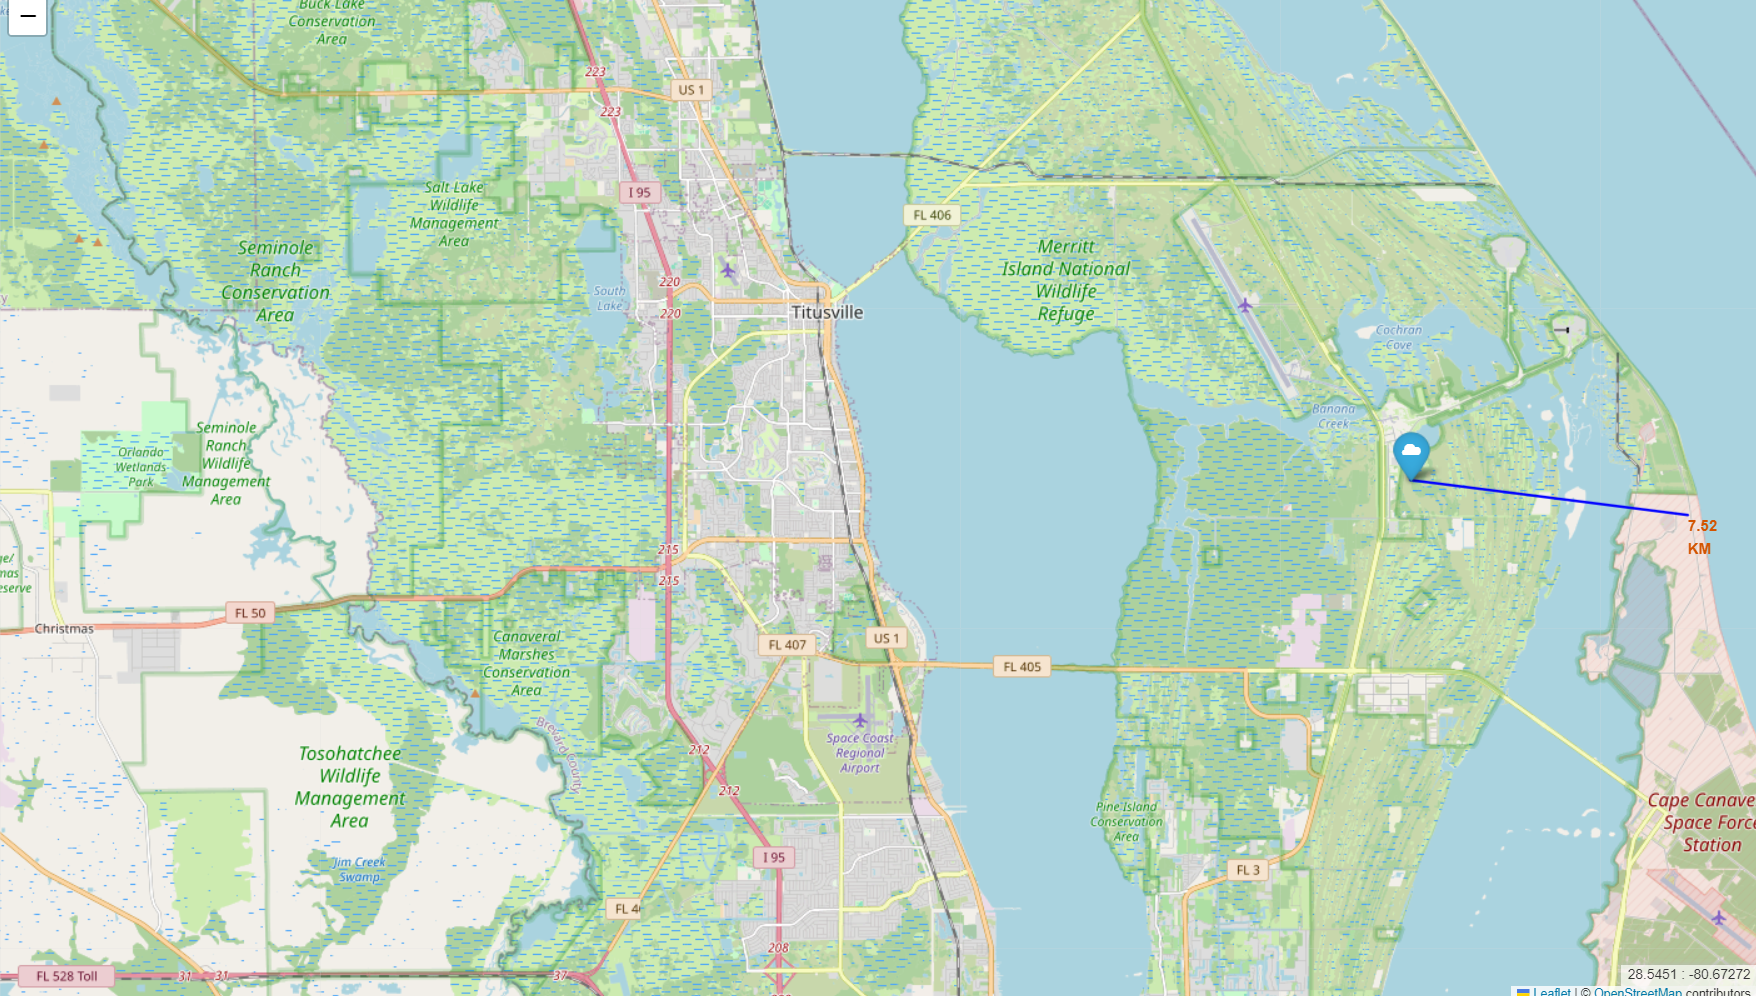 Buck Lake
Conservation
Area
223
223
US 1
I 95
Salt Lake
Wildlife
Management
Area
FL 406
Seminole
Ranch
Conservation
Area
Merritt
Island National
Wildlife
Refuge
220
South
Lake
220
Titusville
Cochran
Cove
Banana
Creek
Seminole
Ranch
Wildlife
Management
Area
Orlando
Wetlands
Park
7.52
KM
215
215
FL 50
Christmas
Canaveral
Marshes
Conservation
Area
FL 407
US 1
FL 405
Brevard County
Space Coast
Regional
Airport
212
212
Tosohatchee
Wildlife
Management
Area
Pine Island
Conservation
Area
Cape Canave
Space Force
Station
Jim Creek
Swamp
I 95
FL 3
FL 4
208
FL 528 Toll
31
31
37
28.5451 : -80.67272
Leaflet | © OpenStreetMap contributors